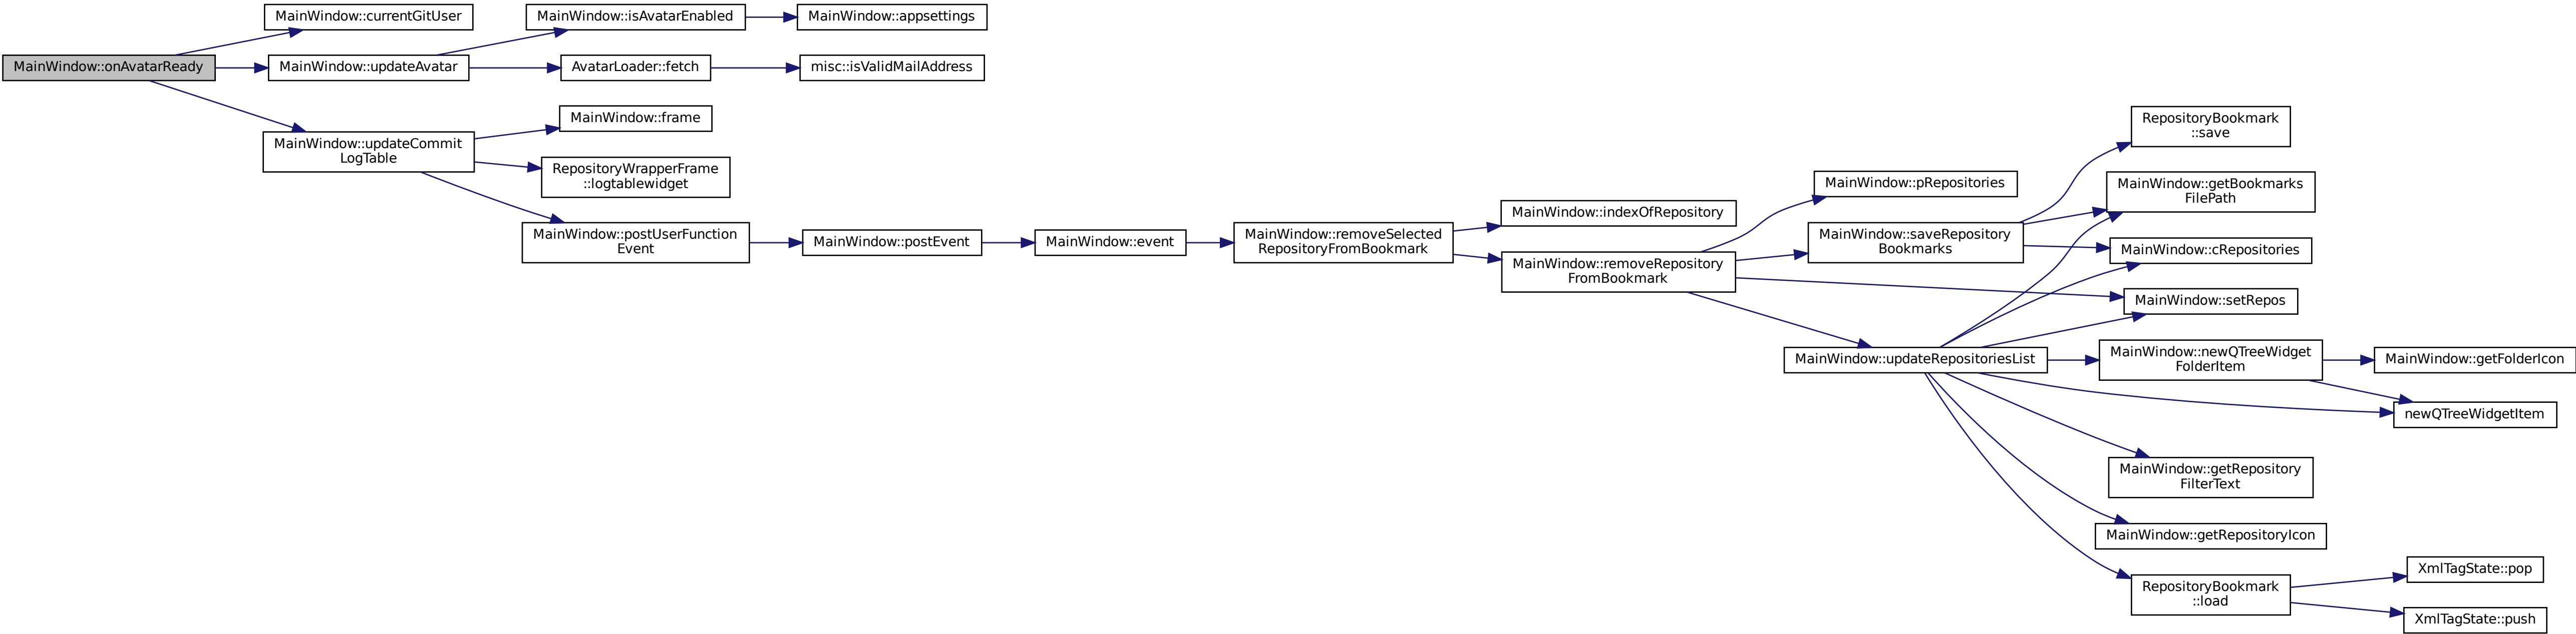 MainWindow::onAvatarReady
MainWindow::currentGitUser
MainWindow::updateAvatar
MainWindow::isAvatarEnabled
MainWindow::appsettings
AvatarLoader::fetch
misc::isValidMailAddress
MainWindow::updateCommit
LogTable
MainWindow::frame
RepositoryWrapperFrame
::logtablewidget
MainWindow::postUserFunction
Event
MainWindow::postEvent
MainWindow::event
MainWindow::removeSelected
RepositoryFromBookmark
MainWindow::indexOfRepository
MainWindow::removeRepository
FromBookmark
MainWindow::pRepositories
MainWindow::saveRepository
Bookmarks
MainWindow::updateRepositoriesList
RepositoryBookmark
::save
MainWindow::getBookmarks
FilePath
MainWindow::cRepositories
MainWindow::setRepos
MainWindow::newQTreeWidget
FolderItem
MainWindow::getFolderIcon
newQTreeWidgetItem
MainWindow::getRepository
FilterText
MainWindow::getRepositoryIcon
RepositoryBookmark
::load
XmlTagState::pop
XmlTagState::push